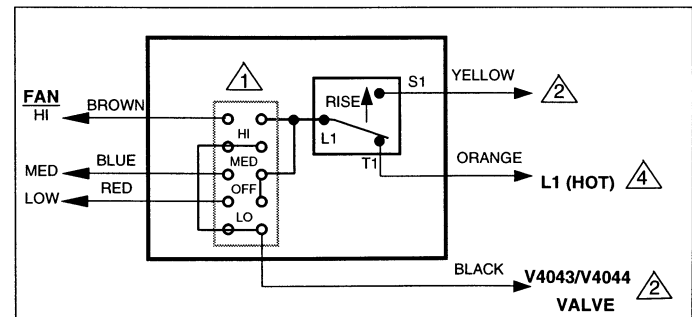 FAN
HI
BROWN
MED
BLUE
LOW
RED
1
HI
MED
OFF
LO
RISE
S1
L1
T1
YELLOW
2
ORANGE
L1 (HOT)
4
BLACK
V4043/V4044
VALVE
2